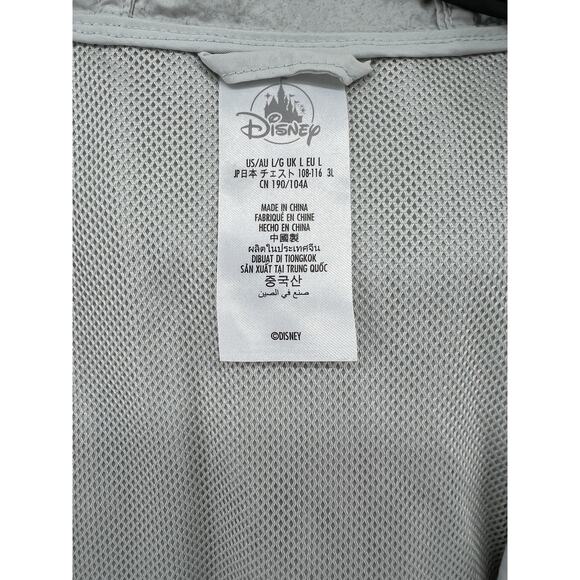 Disney
US/AU L/G UK L EU L
JP日本 チェスト 108-116 3L
CN 190/104A
MADE IN CHINA
FABRIQUÉ EN CHINE
HECHO EN CHINA
中國製
ผลิตในประเทศจีน
DIBUAT DI TIONGKOK
SẢN XUẤT TẠI TRUNG QUỐC
중국산
صنع في الصين
©DISNEY